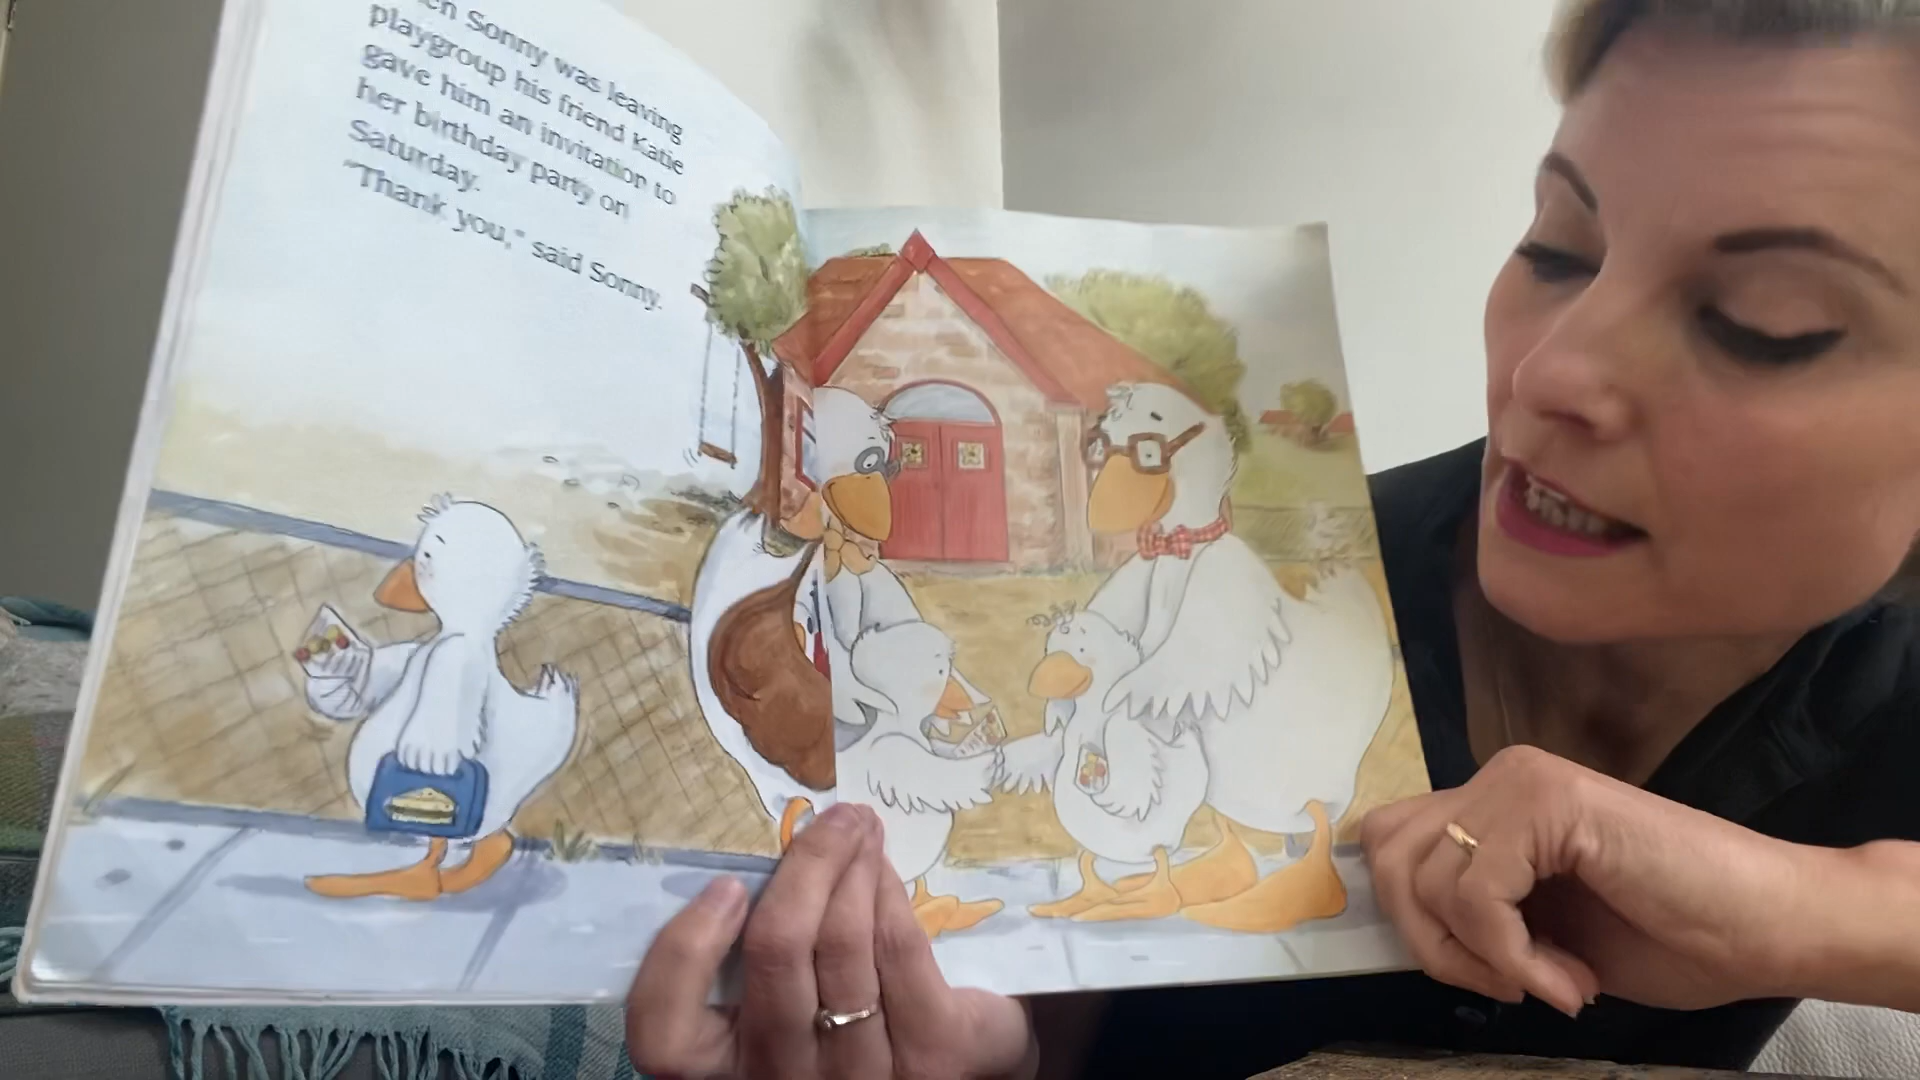 Sonny was leaving
playgroup his friend Katie
gave him an invitation to
her birthday party on
Saturday.
"Thank you," said Sonny.